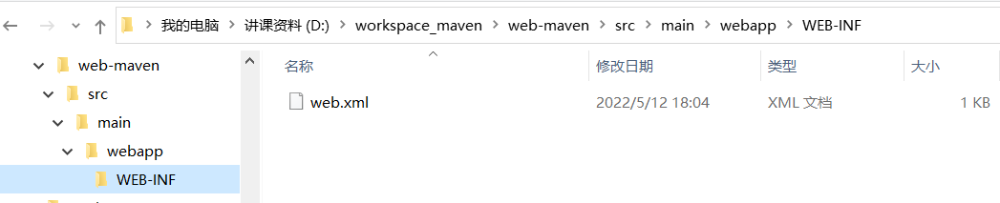 我的电脑 讲课资料 (D:) workspace_maven web-maven src main webapp WEB-INF
web-maven
src
main
webapp
WEB-INF
名称 修改日期 类型 大小
web.xml 2022/5/12 18:04 XML 文档 1 KB